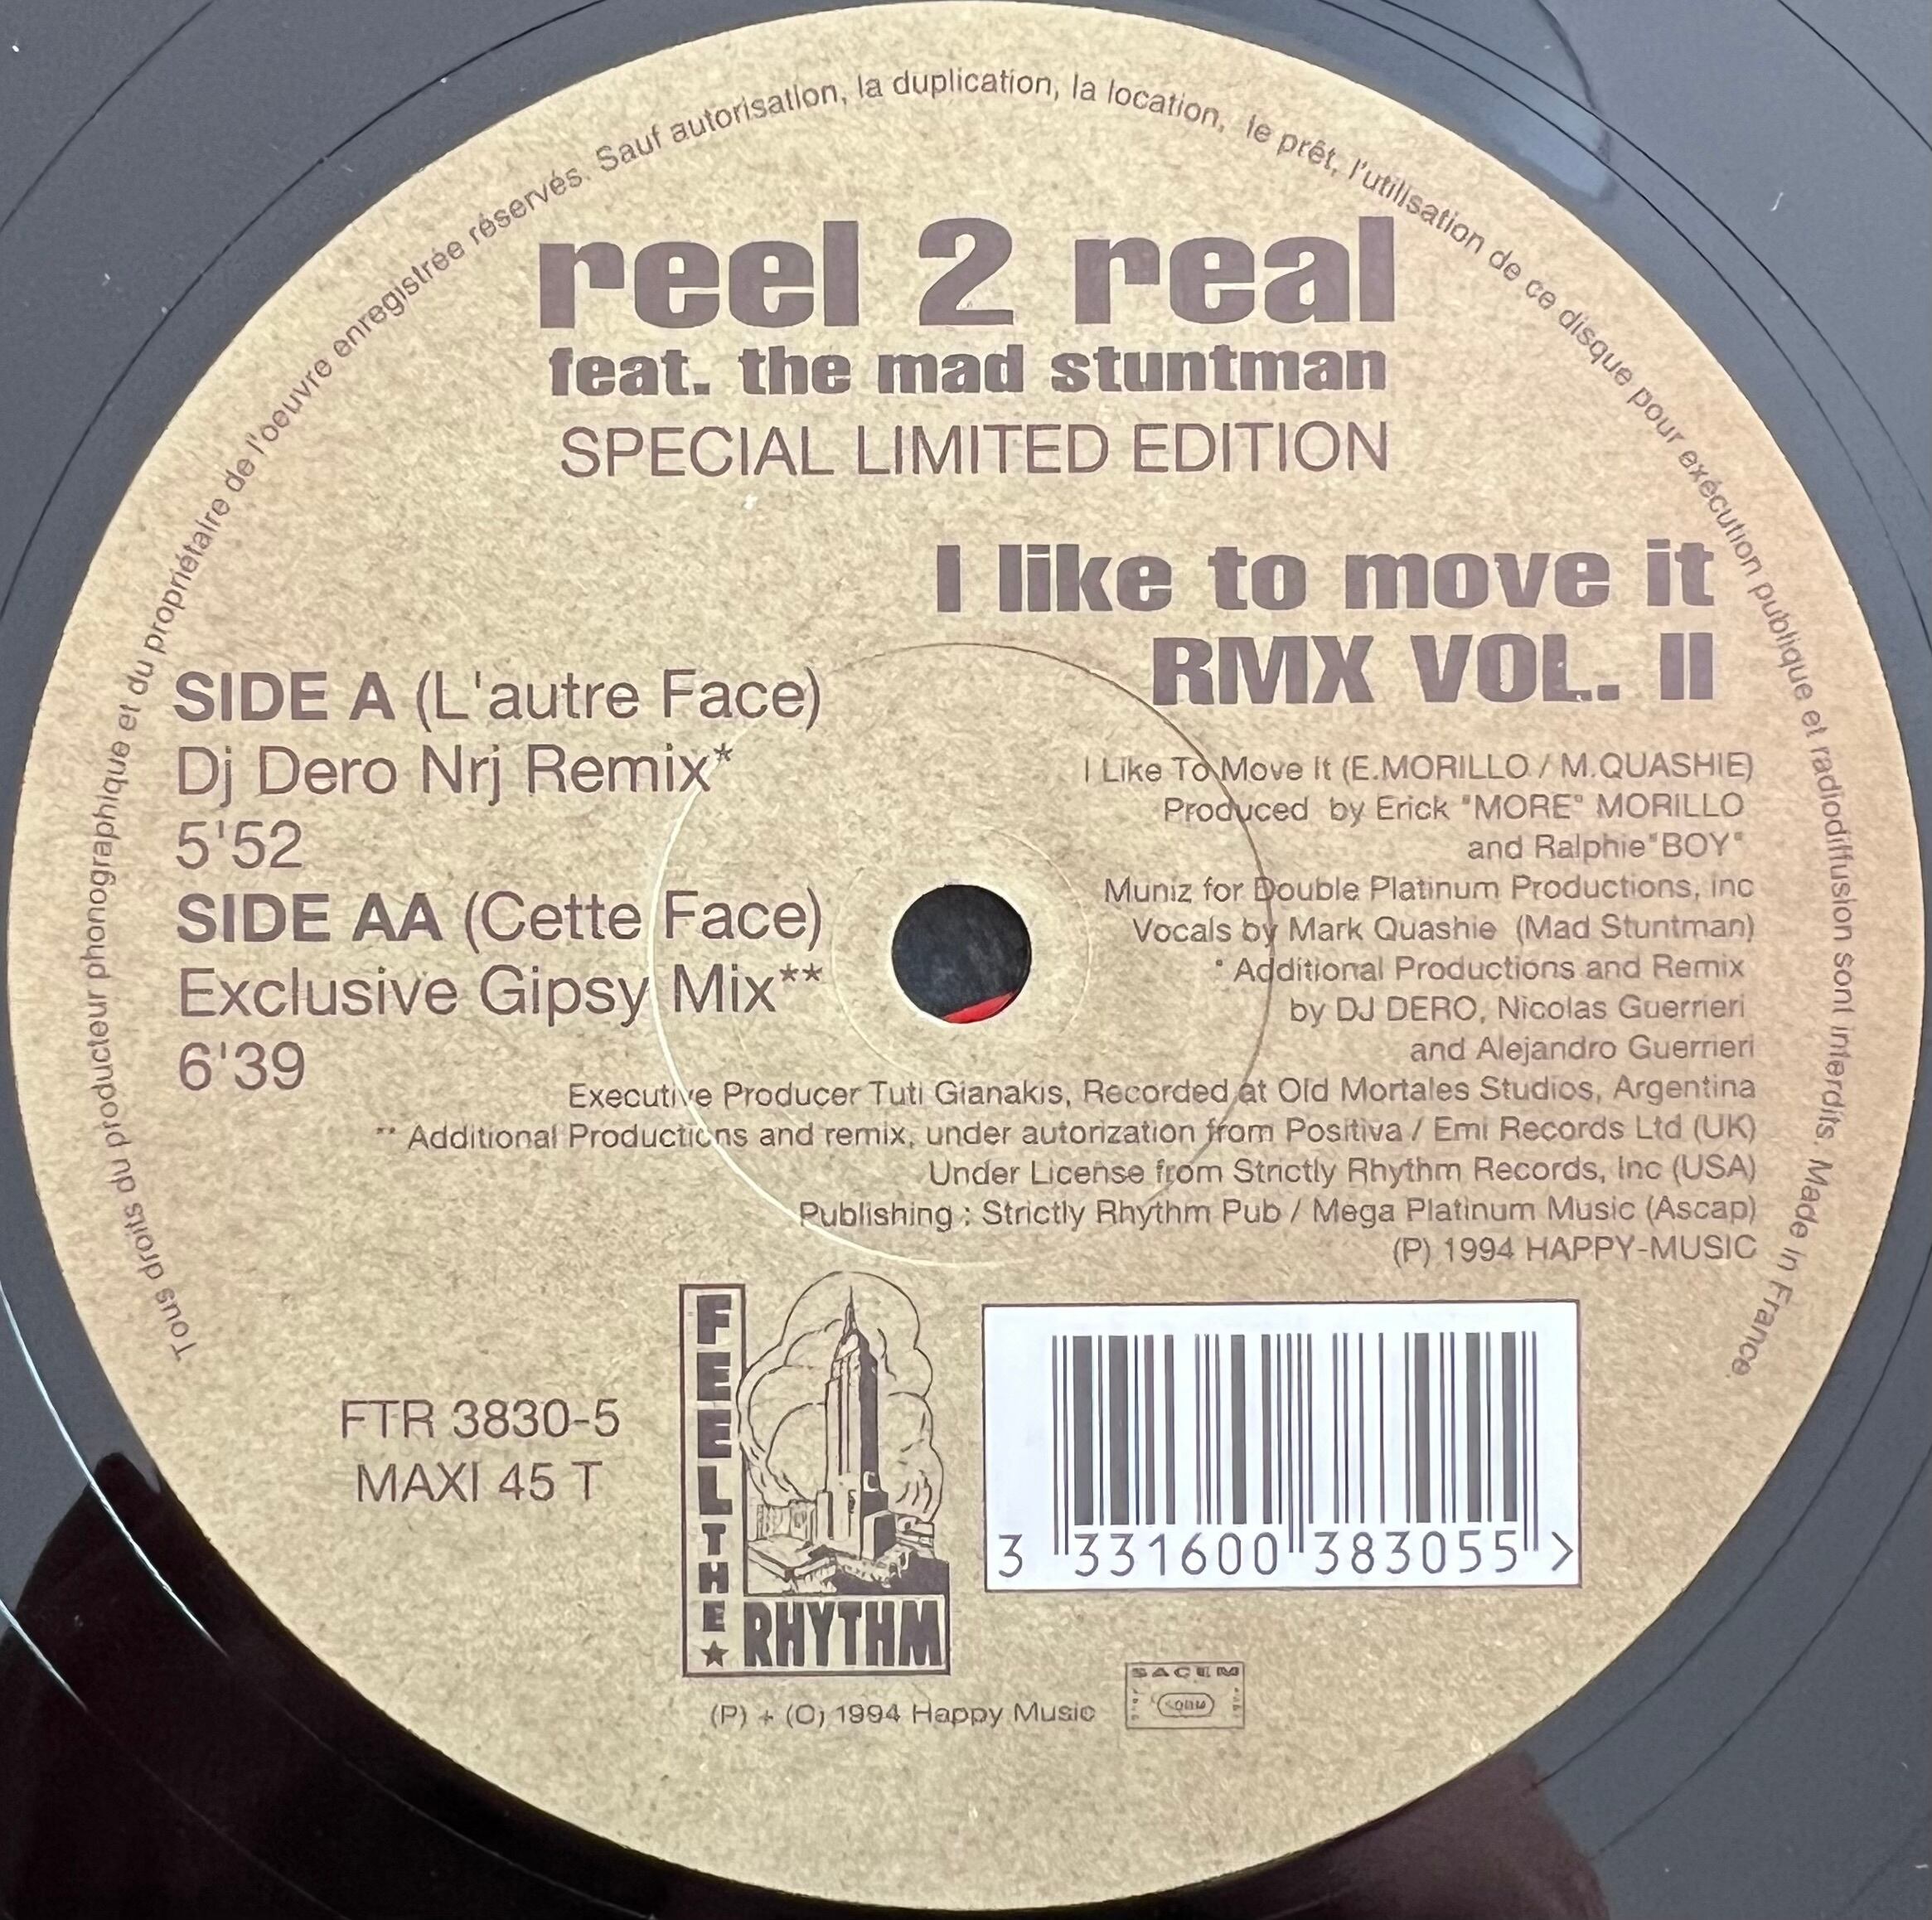 Tous droits du producteur phonographique et du propriétaire de l'oeuvre enregistrée réservés. Sauf autorisation, la duplication, la location, le prêt, l'utilisation de ce disque pour exécution publique et radiodiffusion sont interdits. Made in France
reel 2 real
feat. the mad stuntman
SPECIAL LIMITED EDITION
I like to move it
RMX VOL. II
SIDE A (L'autre Face)
Dj Dero Nrj Remix*
5'52
SIDE AA (Cette Face)
Exclusive Gipsy Mix**
6'39
I Like To Move It (E.MORILLO / M.QUASHIE)
Produced by Erick "MORE" MORILLO
and Ralphie"BOY"
Muniz for Double Platinum Productions, inc
Vocals by Mark Quashie (Mad Stuntman)
* Additional Productions and Remix
by DJ DERO, Nicolas Guerrieri
and Alejandro Guerrieri
Executive Producer Tuti Gianakis, Recorded at Old Mortales Studios, Argentina
** Additional Productions and remix, under autorization from Positiva / Emi Records Ltd (UK)
Under License from Strictly Rhythm Records, Inc (USA)
Publishing : Strictly Rhythm Pub / Mega Platinum Music (Ascap)
(P) 1994 HAPPY-MUSIC
FTR 3830-5
MAXI 45 T
FEEL THE
RHYTHM
3 331600 383055 >
(P) + (C) 1994 Happy Music
SACEM